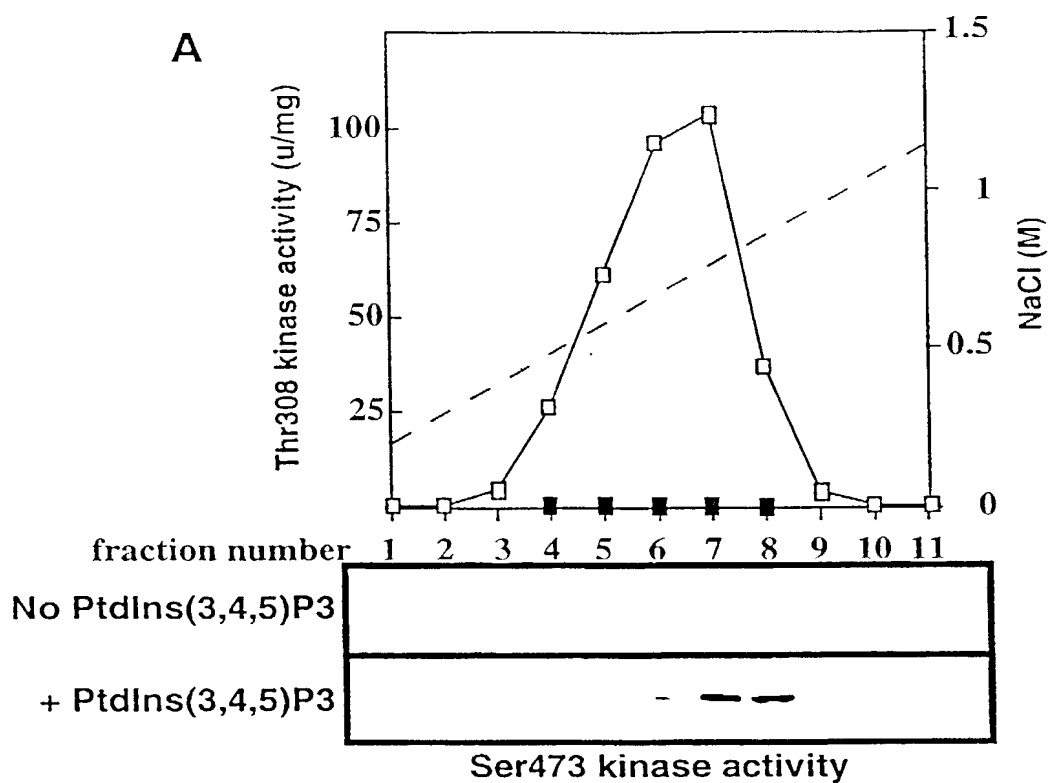 A
Thr308 kinase activity (u/mg)
100
75
50
25
1.5
1
0.5
0
NaCl (M)
fraction number 1 2 3 4 5 6 7 8 9 10 11
No PtdIns(3,4,5)P3
+ PtdIns(3,4,5)P3
Ser473 kinase activity